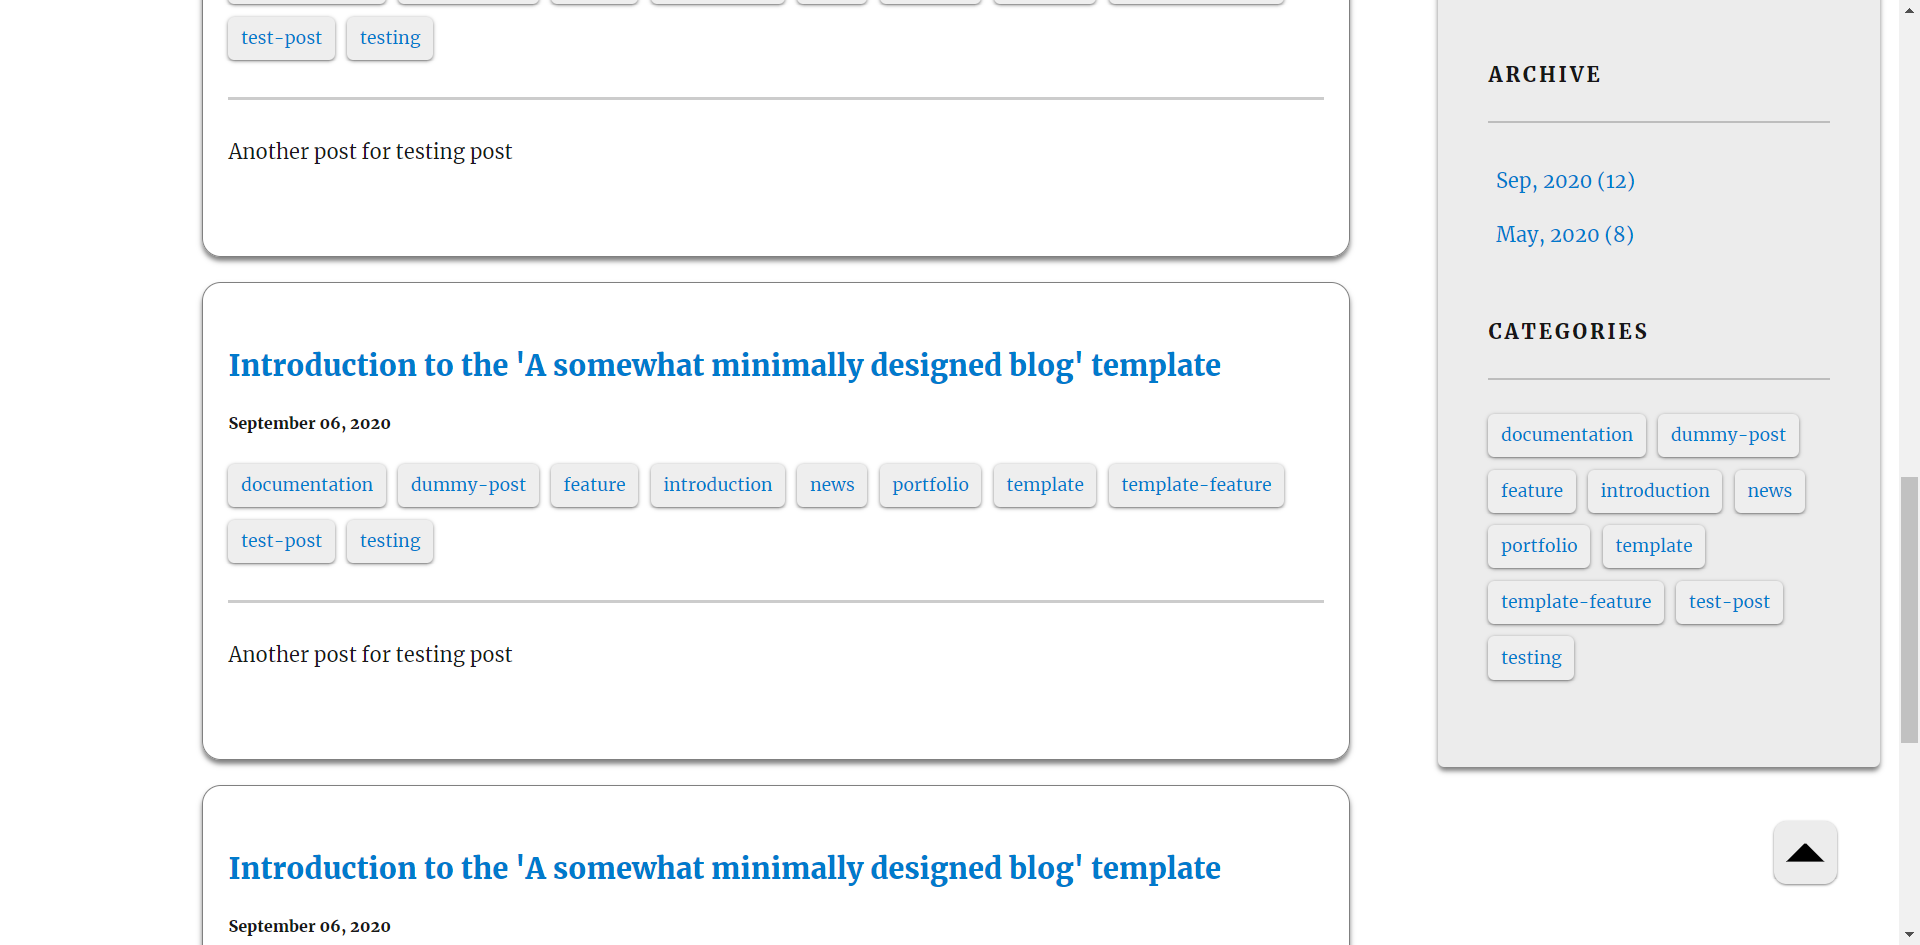 test-post testing
Another post for testing post
Introduction to the 'A somewhat minimally designed blog' template
September 06, 2020
documentation dummy-post feature introduction news portfolio template template-feature
test-post testing
Another post for testing post
Introduction to the 'A somewhat minimally designed blog' template
September 06, 2020
ARCHIVE
Sep, 2020 (12)
May, 2020 (8)
CATEGORIES
documentation dummy-post
feature introduction news
portfolio template
template-feature test-post
testing